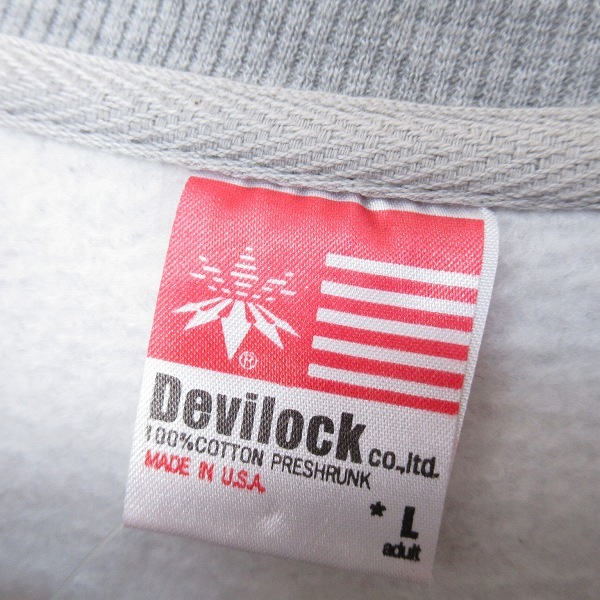 ®
Devilock co.,ltd.
100%COTTON PRESHRUNK
MADE IN U.S.A.
* L
adult